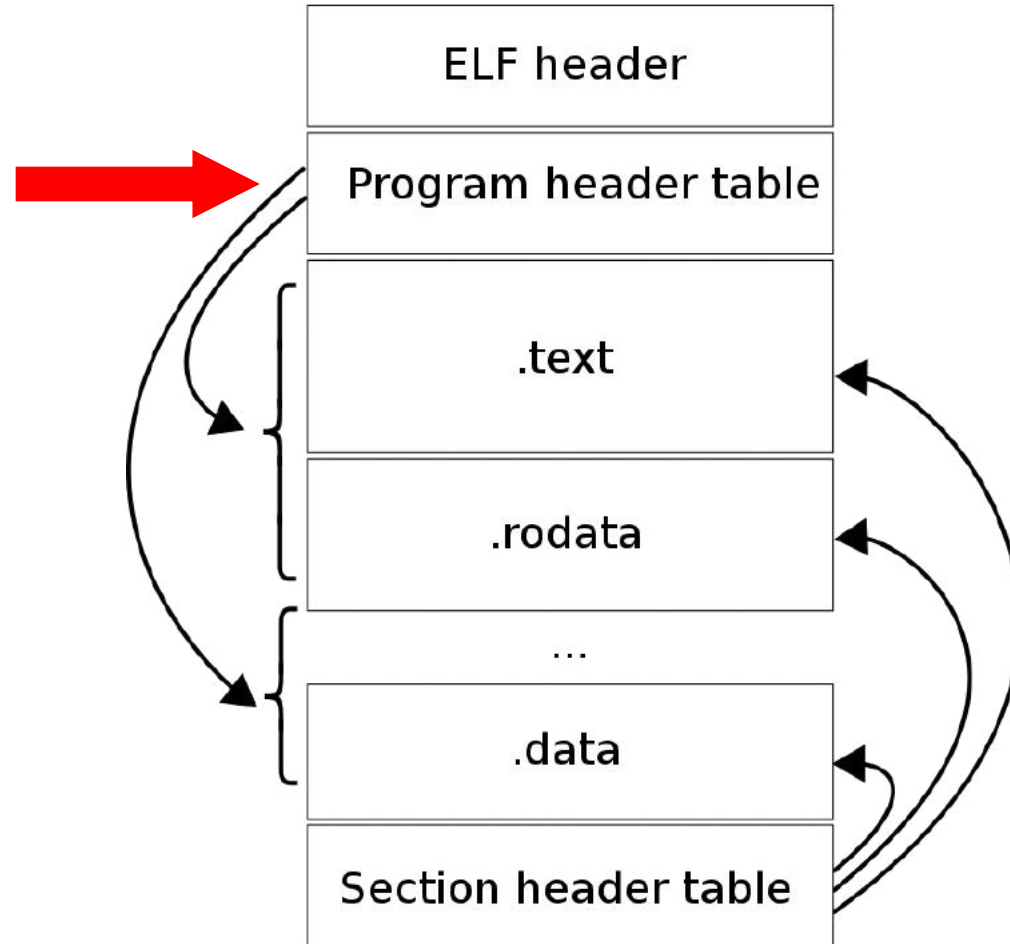 ELF header
Program header table
.text
.rodata
...
.data
Section header table